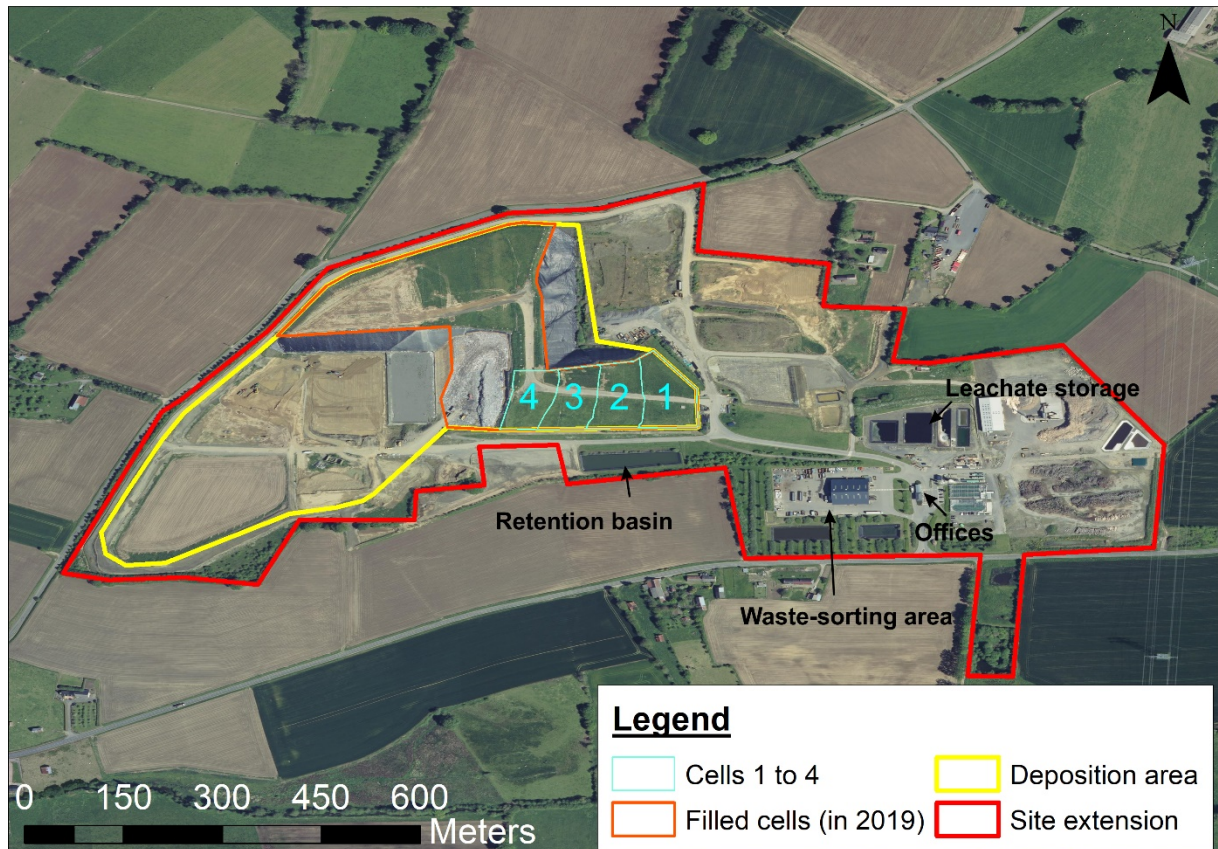 N
Leachate storage
4 3 2 1
Retention basin
Offices
Waste-sorting area
Legend
Cells 1 to 4
Deposition area
Filled cells (in 2019)
Site extension
0 150 300 600
Meters